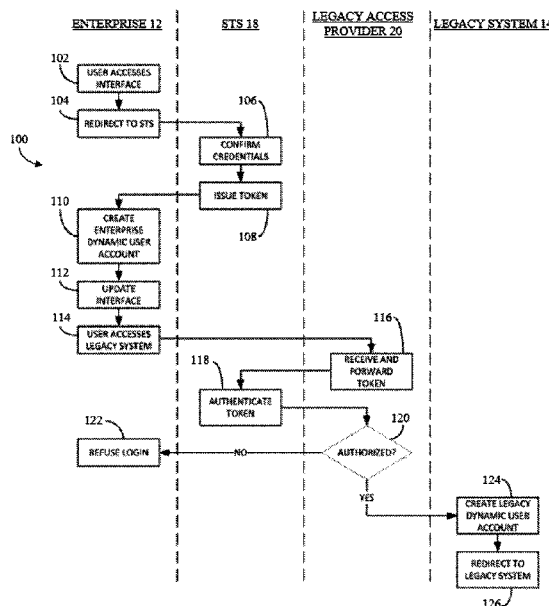 ENTERPRISE 12
STS 18
LEGACY ACCESS
PROVIDER 20
LEGACY SYSTEM 14
102
USER ACCESSES
INTERFACE
104
REDIRECT TO STS
106
CONFIRM
CREDENTIALS
100
ISSUE TOKEN
108
110
CREATE
ENTERPRISE
DYNAMIC USER
ACCOUNT
112
UPDATE
INTERFACE
114
USER ACCESSES
LEGACY SYSTEM
116
RECEIVE AND
FORWARD
TOKEN
118
AUTHENTICATE
TOKEN
120
AUTHORIZED?
122
REFUSE LOGIN
NO
YES
124
CREATE LEGACY
DYNAMIC USER
ACCOUNT
REDIRECT TO
LEGACY SYSTEM
126